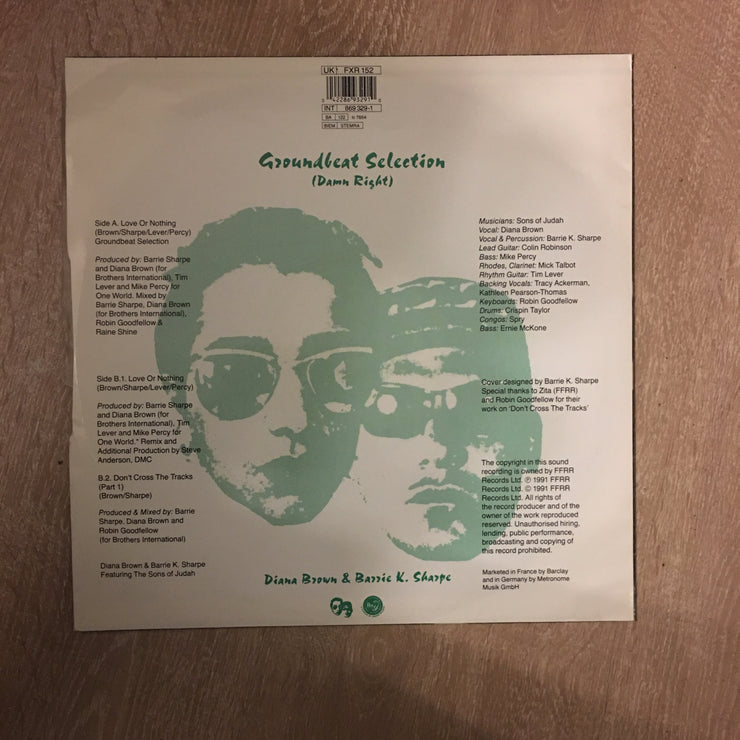 UK: FXR 152
5 42286 93291 0
INT 869 329-1
BA 122
BIEM STEMRA
Groundbeat Selection
(Damn Right)
Side A. Love Or Nothing
(Brown/Sharpe/Lever/Percy)
Groundbeat Selection
Produced by: Barrie Sharpe
and Diana Brown (for
Brothers International), Tim
Lever and Mike Percy for
One World. Mixed by
Barrie Sharpe, Diana Brown
(for Brothers International),
Robin Goodfellow &
Raine Shine
Side B.1. Love Or Nothing
(Brown/Sharpe/Lever/Percy)
Produced by: Barrie Sharpe
and Diana Brown (for
Brothers International), Tim
Lever and Mike Percy for
One World.* Remix and
Additional Production by Steve
Anderson, DMC
B.2. Don't Cross The Tracks
(Part 1)
(Brown/Sharpe)
Produced & Mixed by: Barrie
Sharpe, Diana Brown and
Robin Goodfellow
(for Brothers International)
Diana Brown & Barrie K. Sharpe
Featuring The Sons of Judah
Musicians: Sons of Judah
Vocal: Diana Brown
Vocal & Percussion: Barrie K. Sharpe
Lead Guitar: Colin Robinson
Bass: Mike Percy
Rhodes, Clarinet: Mick Talbot
Rhythm Guitar: Tim Lever
Backing Vocals: Tracy Ackerman,
Kathleen Pearson-Thomas
Keyboards: Robin Goodfellow
Drums: Crispin Taylor
Congos: Spry
Bass: Ernie McKone
Cover designed by Barrie K. Sharpe
Special thanks to Zita (FFRR)
and Robin Goodfellow for their
work on 'Don't Cross The Tracks'
The copyright in this sound
recording is owned by FFRR
Records Ltd. ℗ 1991 FFRR
Records Ltd. © 1991 FFRR
Records Ltd. All rights of
the record producer and of the
owner of the work reproduced
reserved. Unauthorised hiring,
lending, public performance,
broadcasting and copying of
this record prohibited.
Marketed in France by Barclay
and in Germany by Metronome
Musik GmbH
Diana Brown & Barrie K. Sharpe
ffrr